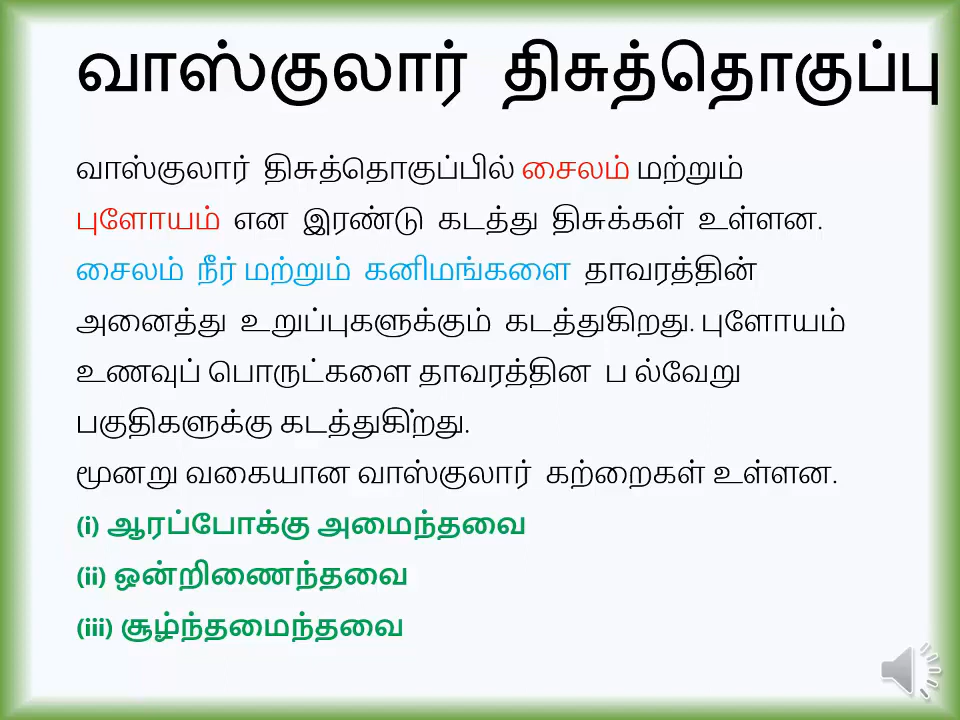 வாஸ்குலார் திசுத்தொகுப்பு
வாஸ்குலார் திசுத்தொகுப்பில் சைலம் மற்றும்
புளோயம் என இரண்டு கடத்து திசுக்கள் உள்ளன.
சைலம் நீர் மற்றும் கனிமங்களை தாவரத்தின்
அனைத்து உறுப்புகளுக்கும் கடத்துகிறது. புளோயம்
உணவுப் பொருட்களை தாவரத்தின ப ல்வேறு
பகுதிகளுக்கு கடத்துகி்றது.
மூனறு வகையான வாஸ்குலார் கற்றைகள் உள்ளன.
(i) ஆரப்போக்கு அமைந்தவை
(ii) ஒன்றிணைந்தவை
(iii) சூழ்ந்தமைந்தவை